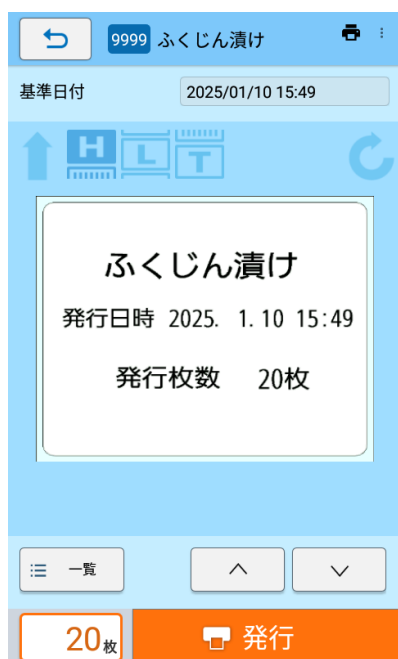 9999 ふくじん漬け
基準日付 2025/01/10 15:49
H L T
ふくじん漬け
発行日時 2025. 1. 10 15:49
発行枚数 20枚
一覧
20枚 発行